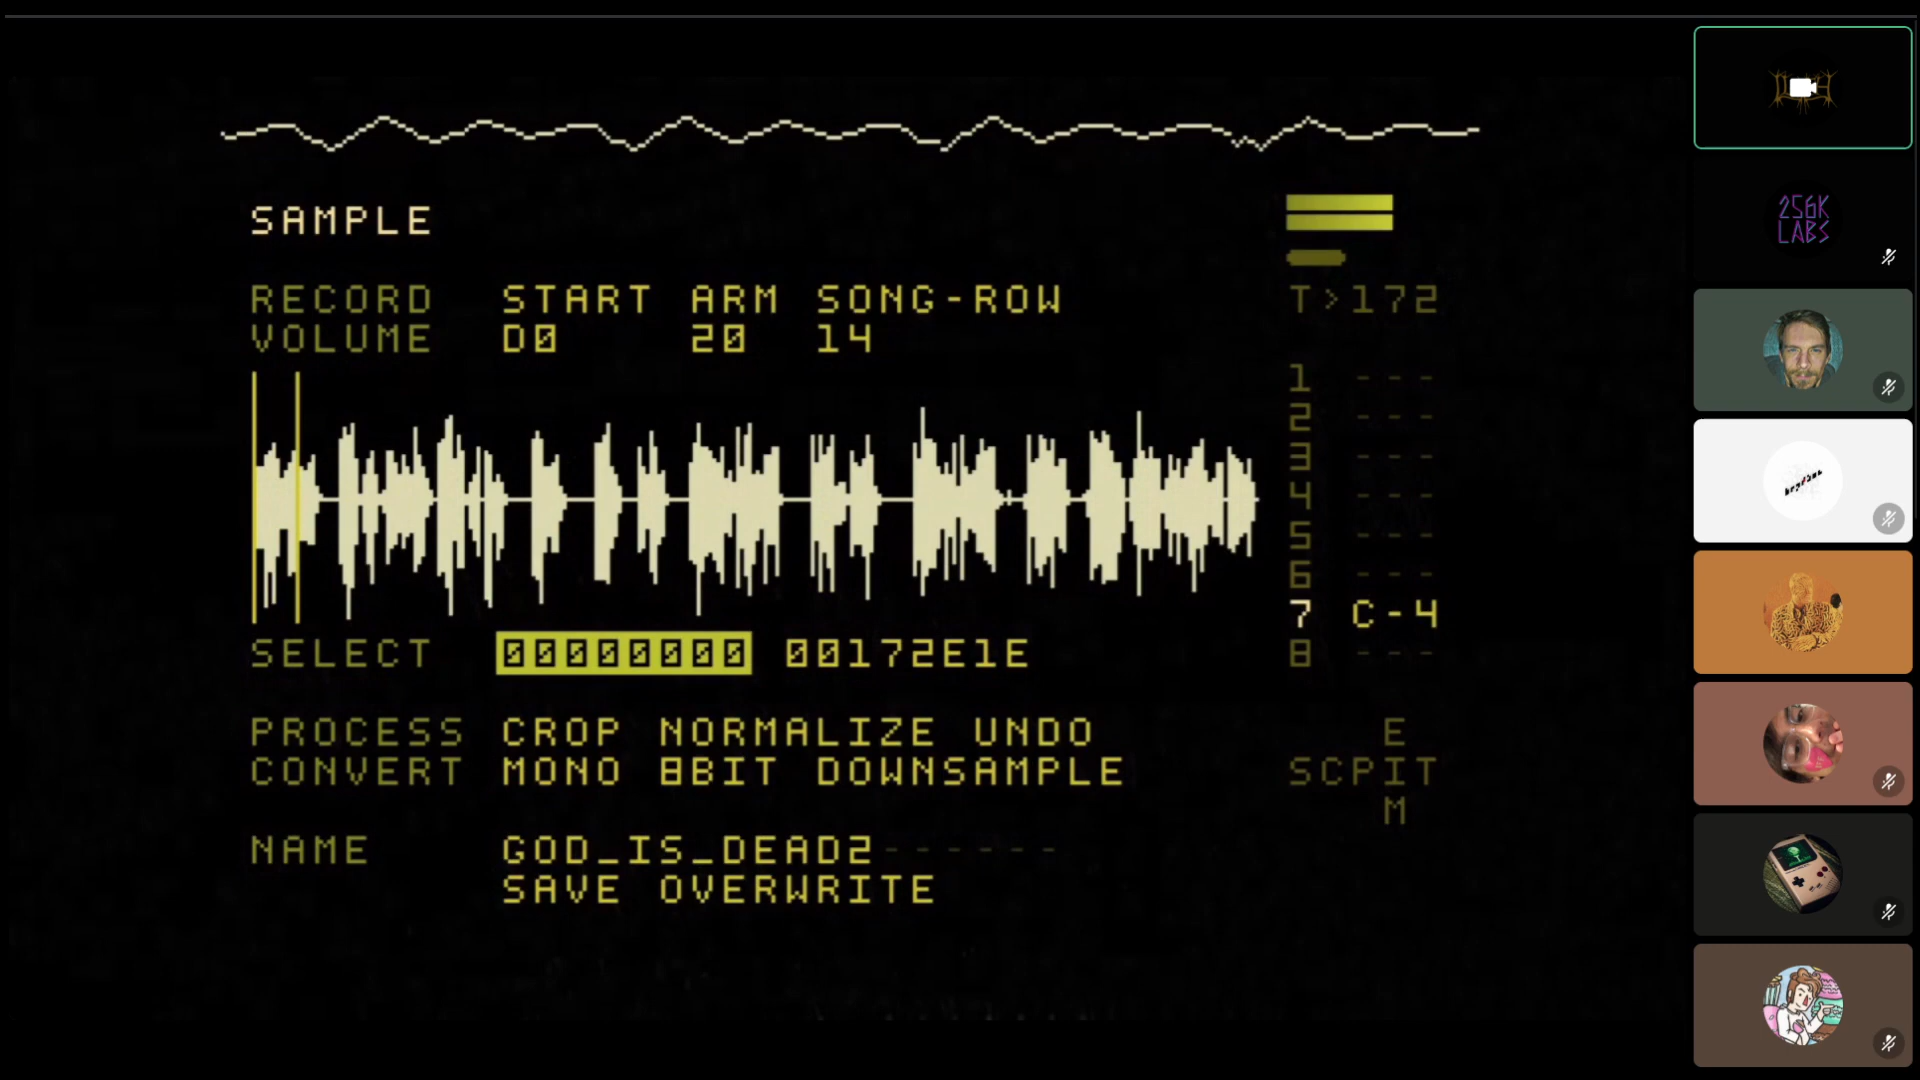 SAMPLE
RECORD START ARM SONG-ROW
VOLUME D0 20 14
SELECT 00000000 00172E1E
PROCESS CROP NORMALIZE UNDO
CONVERT MONO 8BIT DOWNSAMPLE
NAME GOD_IS_DEAD2------
SAVE OVERWRITE
T>172
1 ---
2 ---
3 ---
4 ---
5 ---
6 ---
7 C-4
8 ---
E
SCPIT
M
256K
LABS